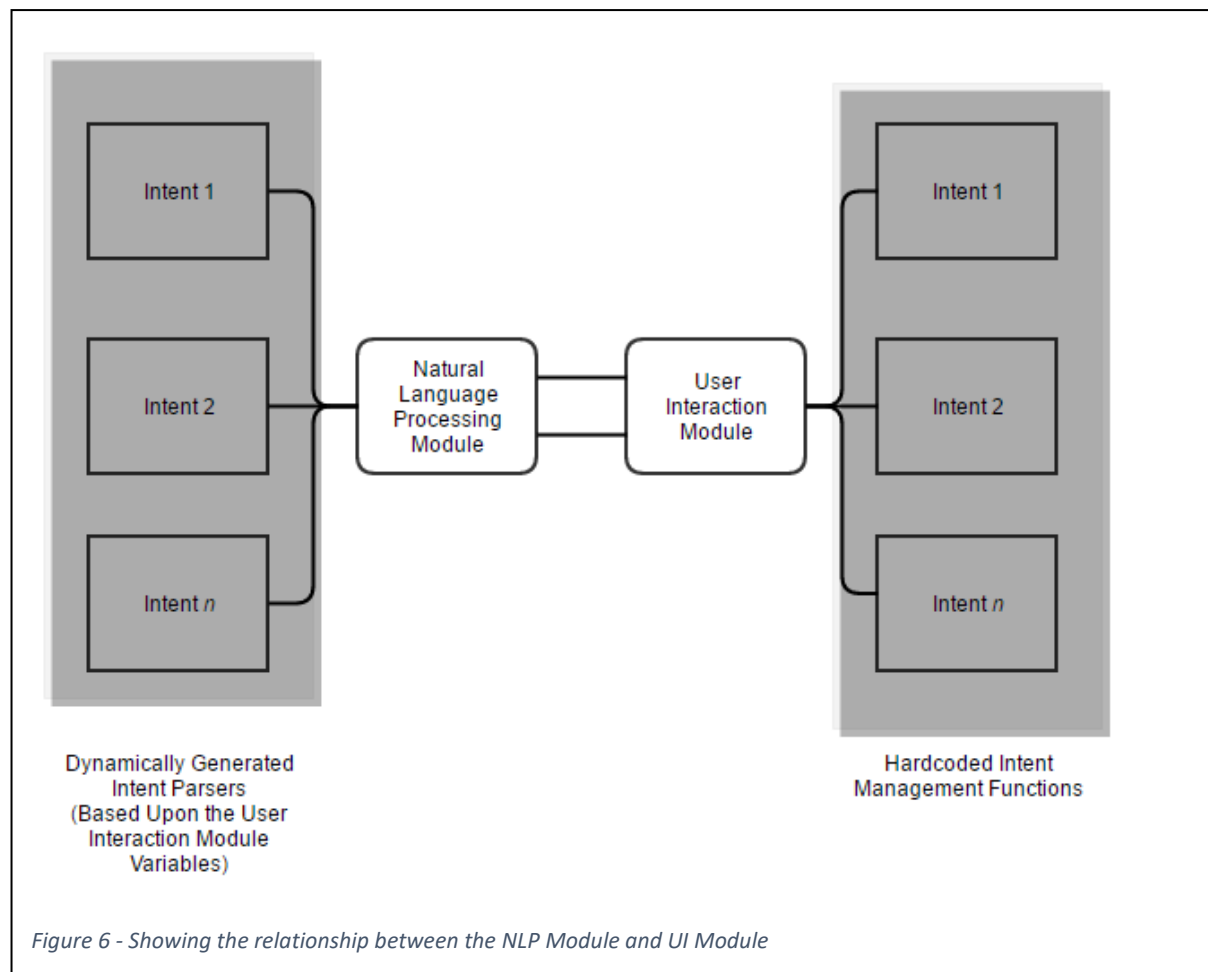 Intent 1
Intent 2
Intent n
Natural
Language
Processing
Module
User
Interaction
Module
Intent 1
Intent 2
Intent n
Dynamically Generated
Intent Parsers
(Based Upon the User
Interaction Module
Variables)
Hardcoded Intent
Management Functions
Figure 6 - Showing the relationship between the NLP Module and UI Module